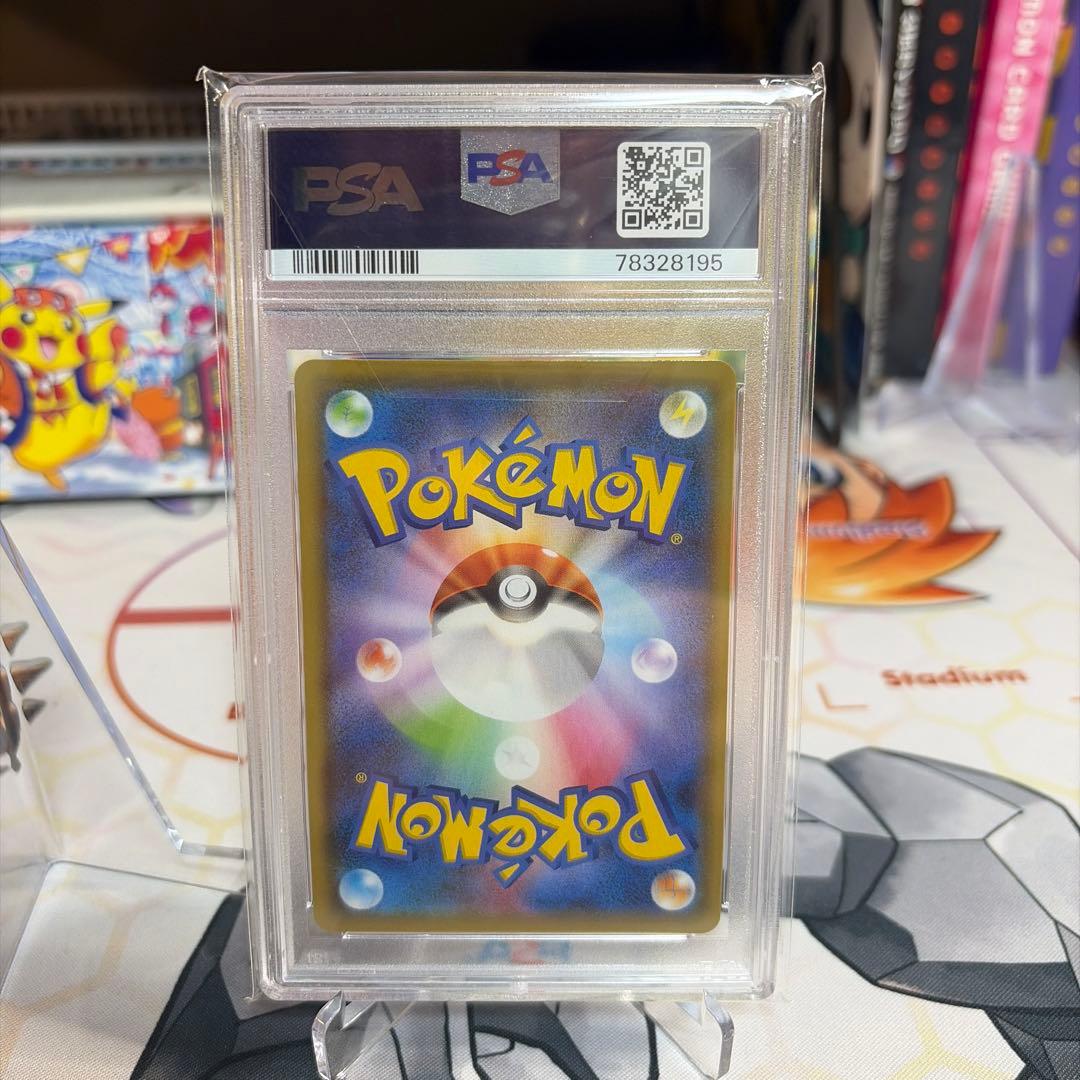 PSA
PSA
78328195
POKéMON
®
®
POKéMON
Stadium